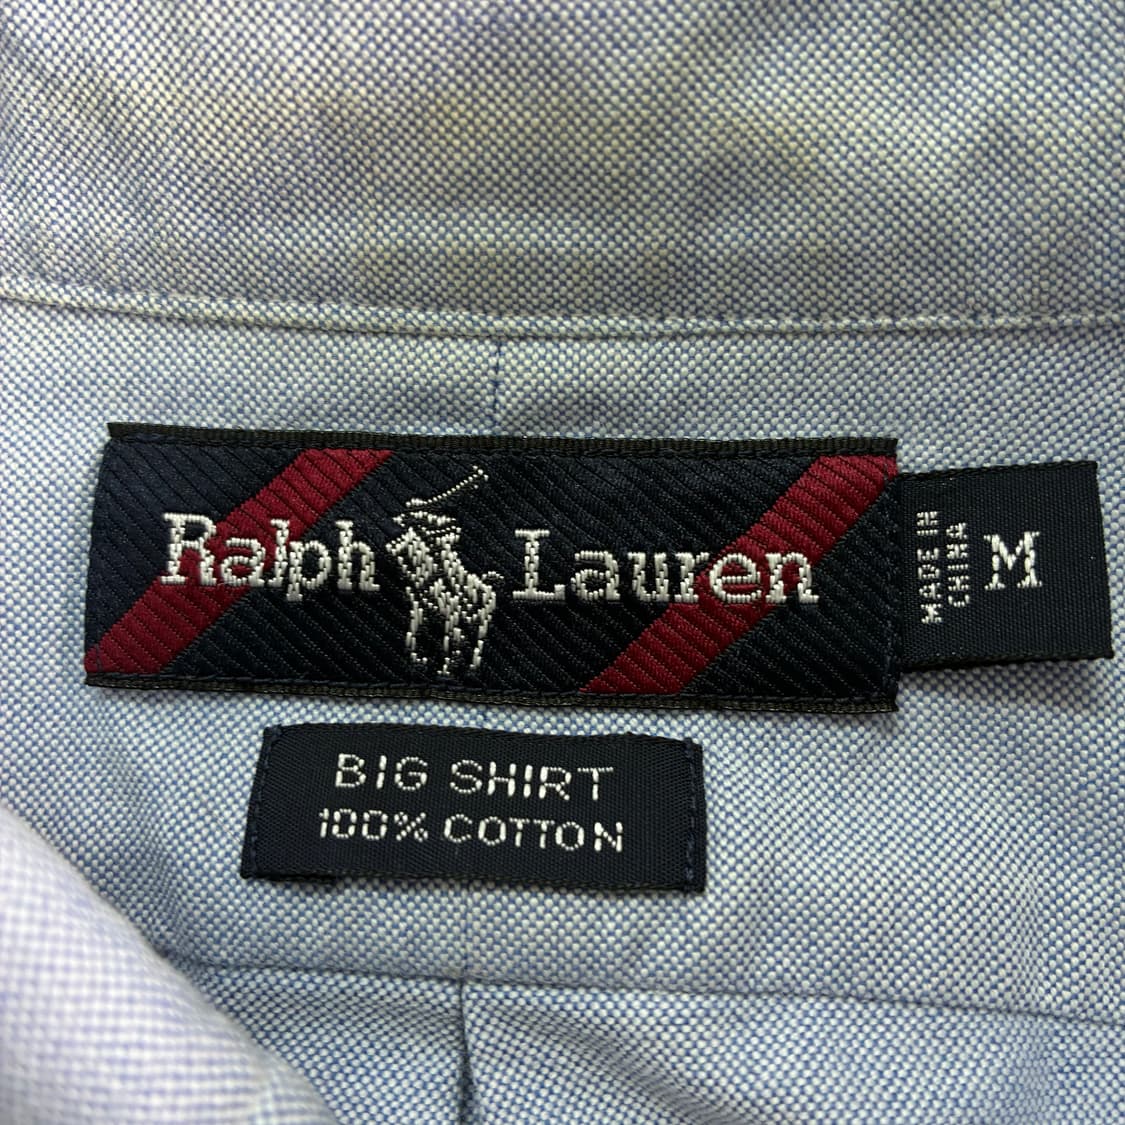 Ralph Lauren
MADE IN
CHINA
M
BIG SHIRT
100% COTTON